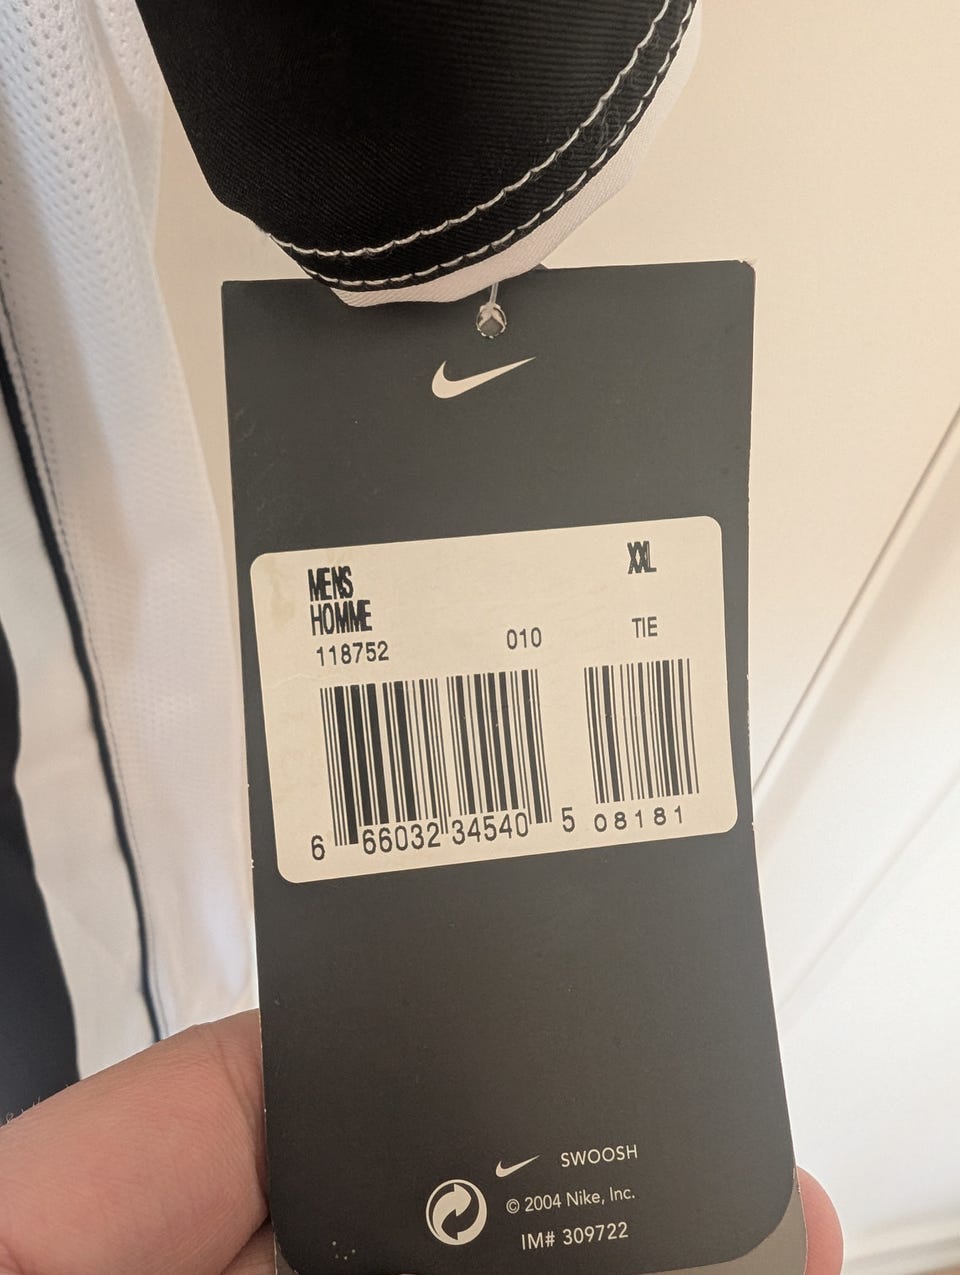 MENS
HOMME
XXL
118752 010 TIE
6 66032 34540 5 08181
SWOOSH
© 2004 Nike, Inc.
IM# 309722